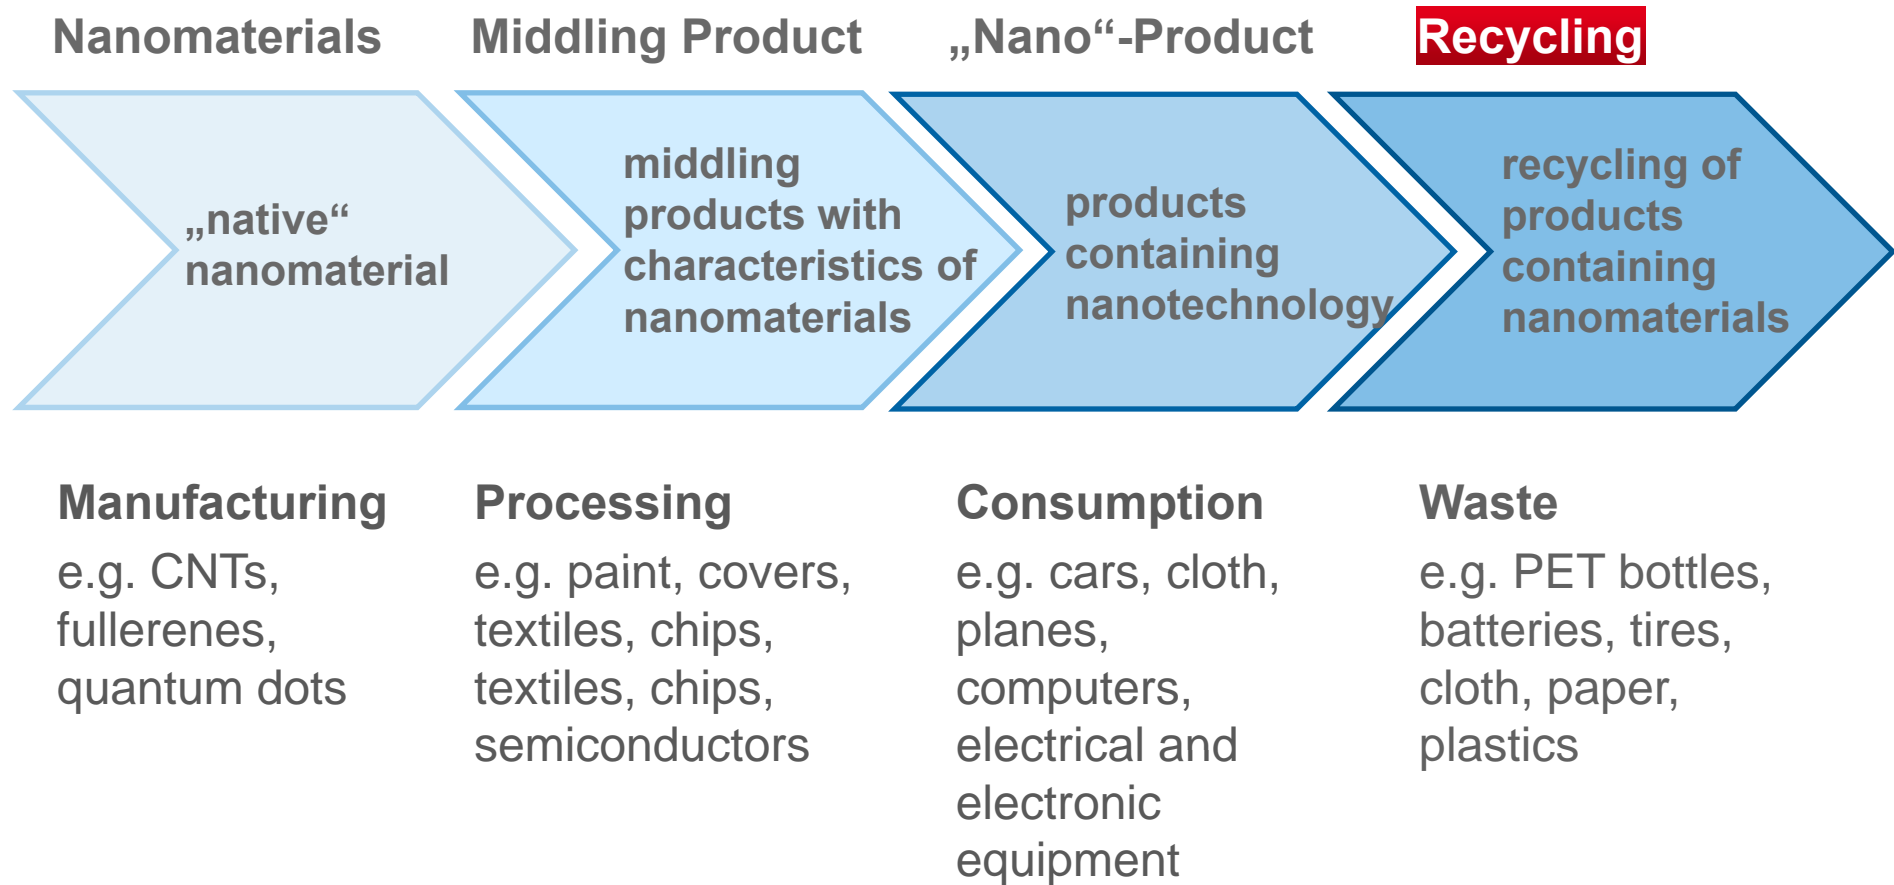 Nanomaterials
Middling Product
„Nano“-Product
Recycling
„native“
nanomaterial
middling
products with
characteristics of
nanomaterials
products
containing
nanotechnology
recycling of
products
containing
nanomaterials
Manufacturing
e.g. CNTs,
fullerenes,
quantum dots
Processing
e.g. paint, covers,
textiles, chips,
textiles, chips,
semiconductors
Consumption
e.g. cars, cloth,
planes,
computers,
electrical and
electronic
equipment
Waste
e.g. PET bottles,
batteries, tires,
cloth, paper,
plastics